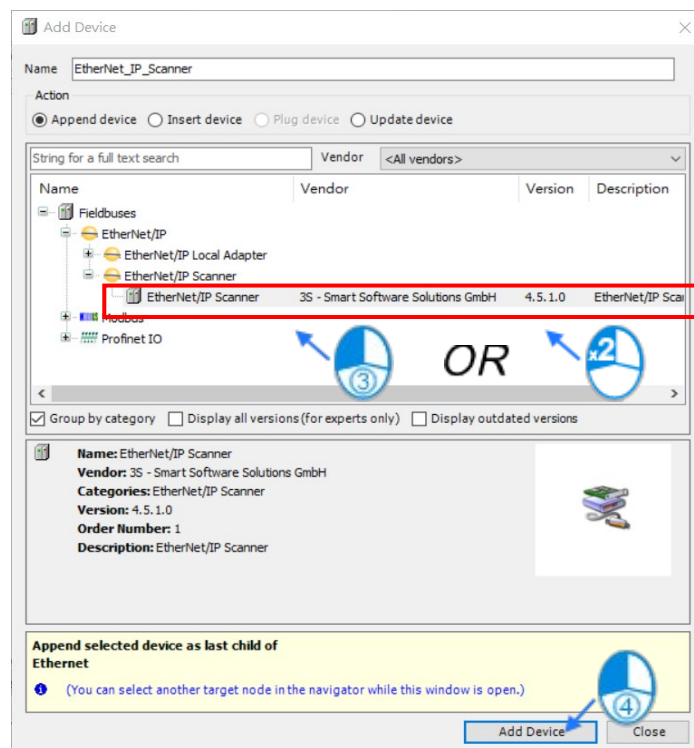 Add Device
Name EtherNet_IP_Scanner
Action
Append device Insert device Plug device Update device
String for a full text search Vendor <All vendors>
Name Vendor Version Description
Fieldbuses
EtherNet/IP
EtherNet/IP Local Adapter
EtherNet/IP Scanner
EtherNet/IP Scanner 3S - Smart Software Solutions GmbH 4.5.1.0 EtherNet/IP Scan
Modbus
Profinet IO
③ OR x2
Group by category Display all versions (for experts only) Display outdated versions
Name: EtherNet/IP Scanner
Vendor: 3S - Smart Software Solutions GmbH
Categories: EtherNet/IP Scanner
Version: 4.5.1.0
Order Number: 1
Description: EtherNet/IP Scanner
Append selected device as last child of
Ethernet
(You can select another target node in the navigator while this window is open.)
④
Add Device Close